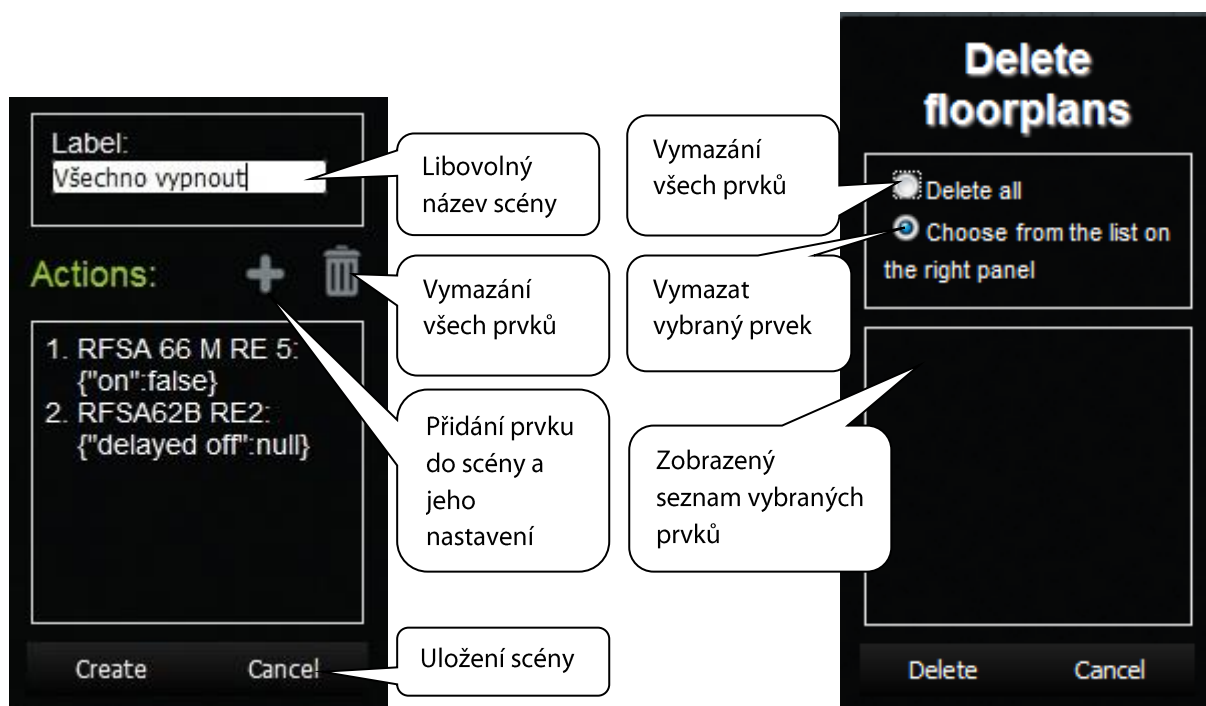 Label:
Všechno vypnout
Actions:
1. RFSA 66 M RE 5:
{"on":false}
2. RFSA62B RE2:
{"delayed off":null}
Create
Cancel
Libovolný
název scény
Vymazání
všech prvků
Přidání prvku
do scény a
jeho
nastavení
Uložení scény
Vymazání
všech prvků
Vymazat
vybraný prvek
Zobrazený
seznam vybraných
prvků
Delete
floorplans
Delete all
Choose from the list on
the right panel
Delete
Cancel